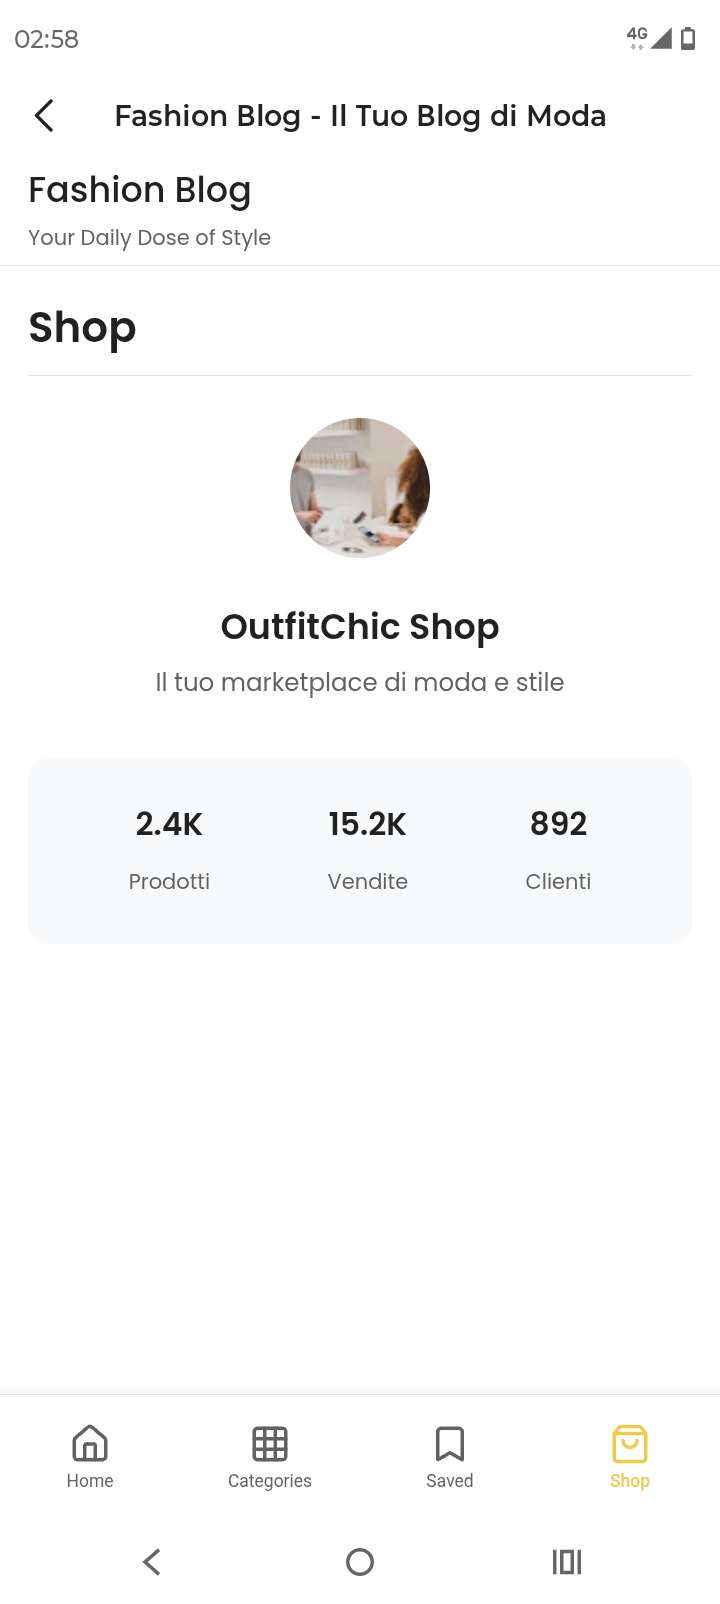 02:58
4G
Fashion Blog - Il Tuo Blog di Moda
Fashion Blog
Your Daily Dose of Style
Shop
OutfitChic Shop
Il tuo marketplace di moda e stile
2.4K 15.2K 892
Prodotti Vendite Clienti
Home Categories Saved Shop